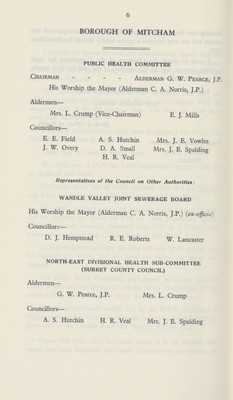 6
BOROUGH OF MITCHAM
PUBLIC HEALTH COMMITTEE
CHAIRMAN - - - - ALDERMAN G. W. PEARCE, J.P.
His Worship the Mayor (Alderman C. A. Norris, J.P.)
Aldermen—
Mrs. L. Crump (Vice-Chairman) E. J. Mills
Councillors—
E. E. Field A. S. Hutchin Mrs. J. E. Vowles
J. W. Overy D. A. Small Mrs. J. E. Spalding
H. R. Veal
Representatives of the Council on Other Authorities
WANDLE VALLEY JOINT SEWERAGE BOARD
His Worship the Mayor (Alderman C. A. Norris, J.P.) (ex-officio)
Councillors—
D. J. Hempstead R. E. Roberts W. Lancaster
NORTH-EAST DIVISIONAL HEALTH SUB-COMMITTEE
(SURREY COUNTY COUNCIL)
Aldermen—
G. W. Pearce, J.P. Mrs. L. Crump
Councillors—
A. S. Hutchin H. R. Veal Mrs. J. E. Spalding